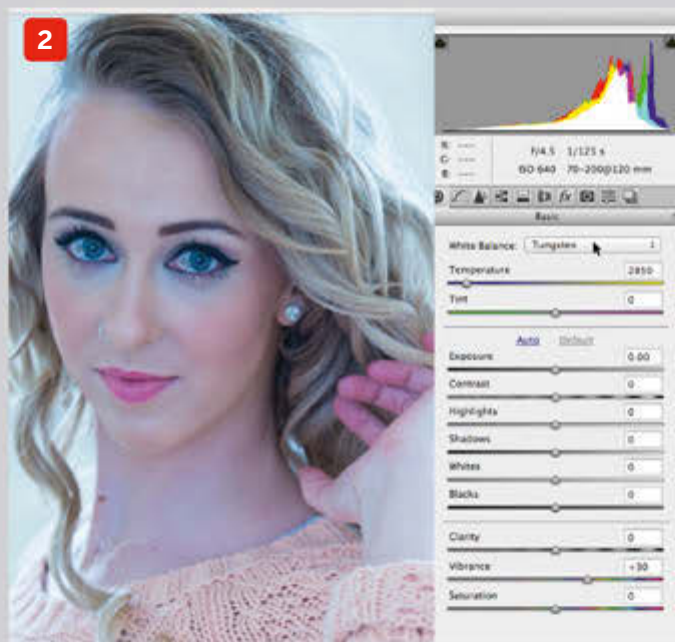 2
R: ---
G: ---
B: ---
f/4.5 1/125 s
ISO 640 70-200@120 mm
fx
Basic
White Balance: Tungsten
Temperature 2850
Tint 0
Auto Default
Exposure 0.00
Contrast 0
Highlights 0
Shadows 0
Whites 0
Blacks 0
Clarity 0
Vibrance +30
Saturation 0